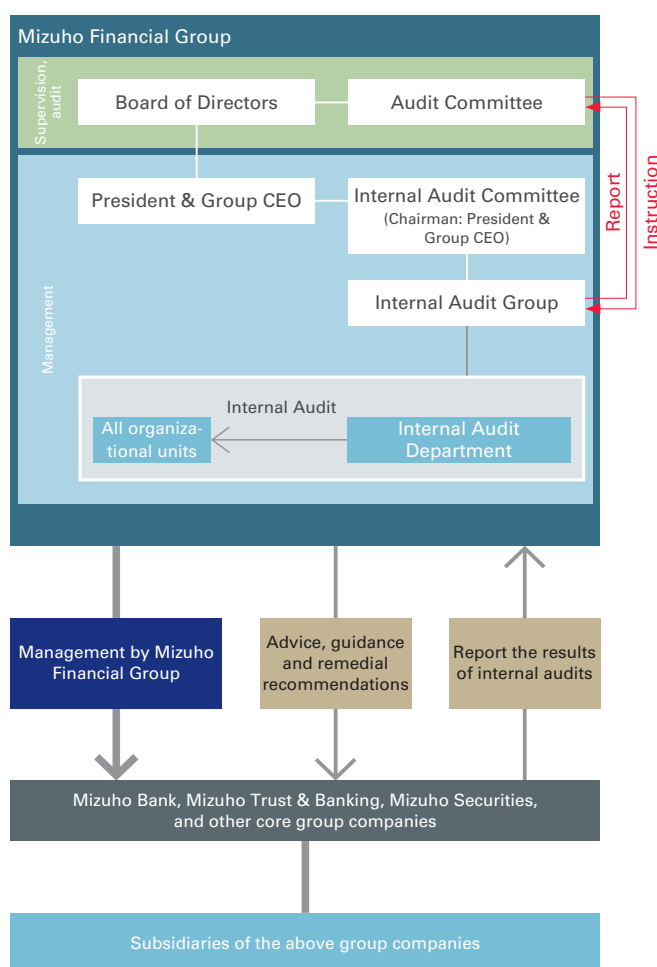 Mizuho Financial Group
Supervision,
audit
Board of Directors
Audit Committee
Report
Instruction
Management
President & Group CEO
Internal Audit Committee
(Chairman: President &
Group CEO)
Internal Audit Group
Internal Audit
All organiza-
tional units
Internal Audit
Department
Management by Mizuho
Financial Group
Advice, guidance
and remedial
recommendations
Report the results
of internal audits
Mizuho Bank, Mizuho Trust & Banking, Mizuho Securities,
and other core group companies
Subsidiaries of the above group companies